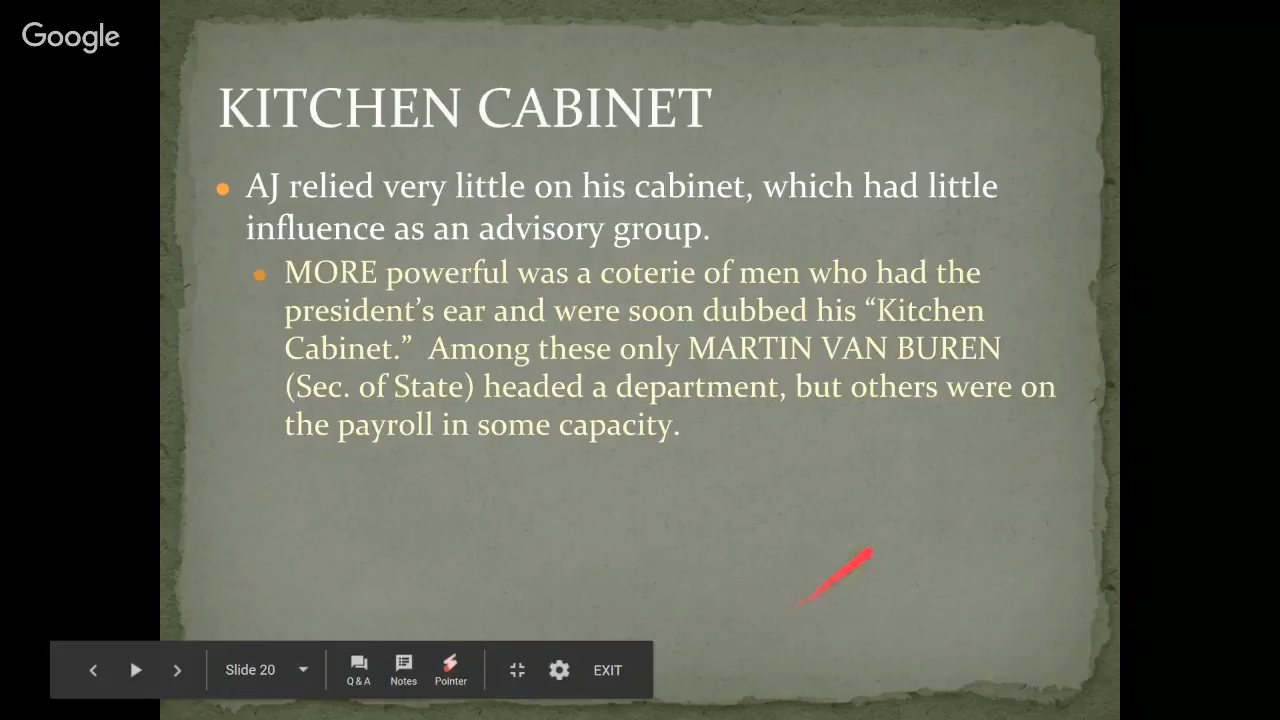 Google
KITCHEN CABINET
AJ relied very little on his cabinet, which had little
influence as an advisory group.
MORE powerful was a coterie of men who had the
president's ear and were soon dubbed his “Kitchen
Cabinet.”  Among these only MARTIN VAN BUREN
(Sec. of State) headed a department, but others were on
the payroll in some capacity.
Slide 20
Q & A
Notes
Pointer
EXIT